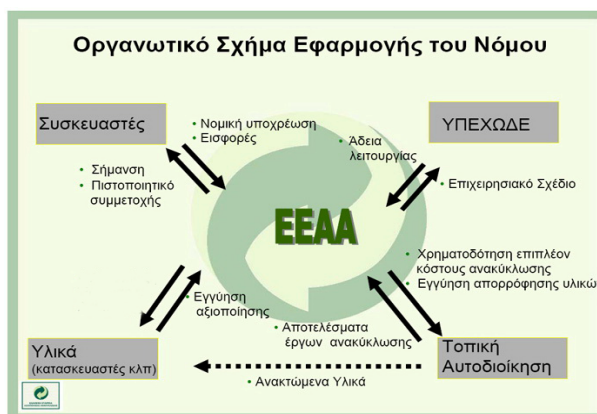 Οργανωτικό Σχήμα Εφαρμογής του Νόμου
Συσκευαστές
• Νομική υποχρέωση
• Εισφορές
• Άδεια
λειτουργίας
ΥΠΕΧΩΔΕ
• Σήμανση
• Πιστοποιητικό
συμμετοχής
• Επιχειρησιακό Σχέδιο
ΕΕΑΑ
• Χρηματοδότηση επιπλέον
κόστους ανακύκλωσης
• Εγγύηση απορρόφησης υλικών
• Εγγύηση
αξιοποίησης
• Αποτελέσματα
έργων ανακύκλωσης
Υλικά
(κατασκευαστές κλπ)
Τοπική
Αυτοδιοίκηση
• Ανακτώμενα Υλικά